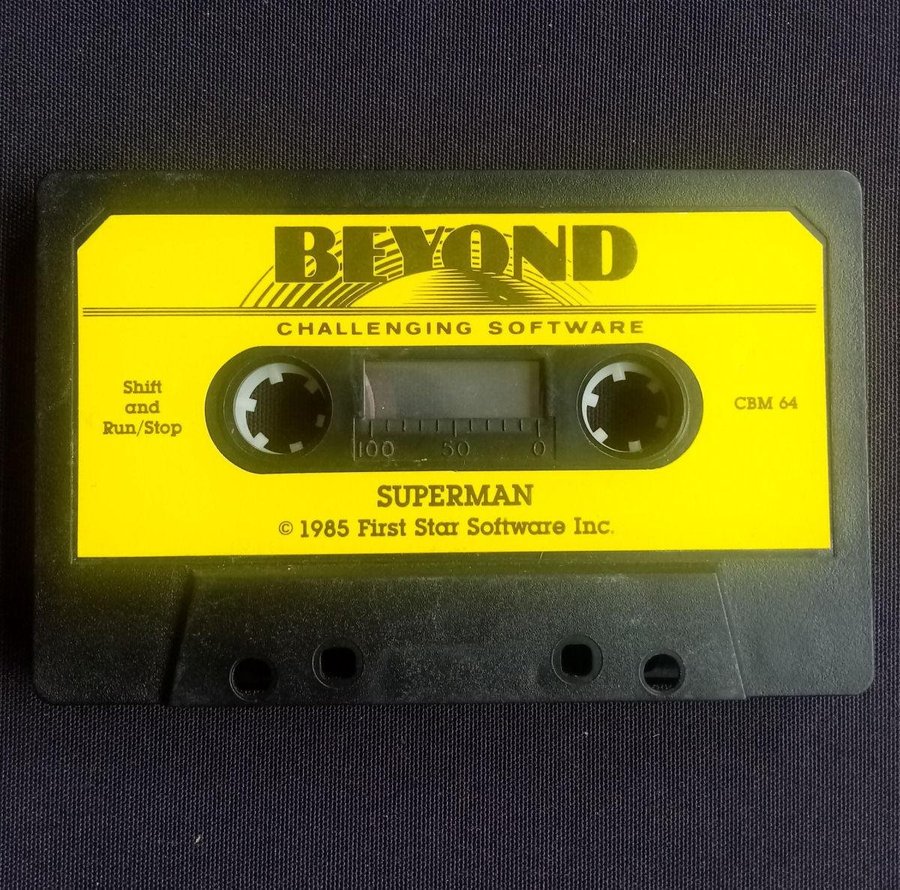 BEYOND
CHALLENGING SOFTWARE
Shift
and
Run/Stop
CBM 64
100 50 0
SUPERMAN
© 1985 First Star Software Inc.